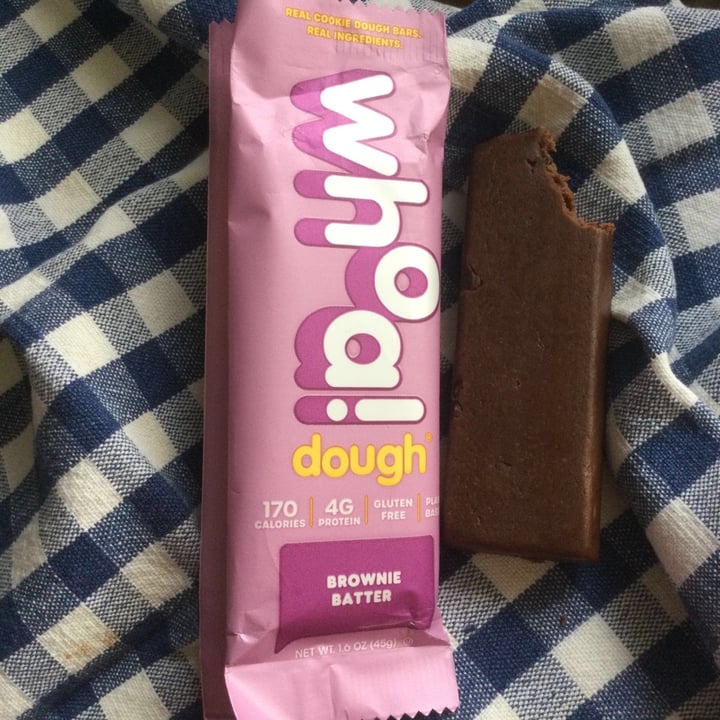 REAL COOKIE DOUGH BARS.
REAL INGREDIENTS.
whoa!
dough®
170 | 4G | GLUTEN |
CALORIES | PROTEIN | FREE |
BROWNIE
BATTER
NET WT. 1.6 OZ (45g)